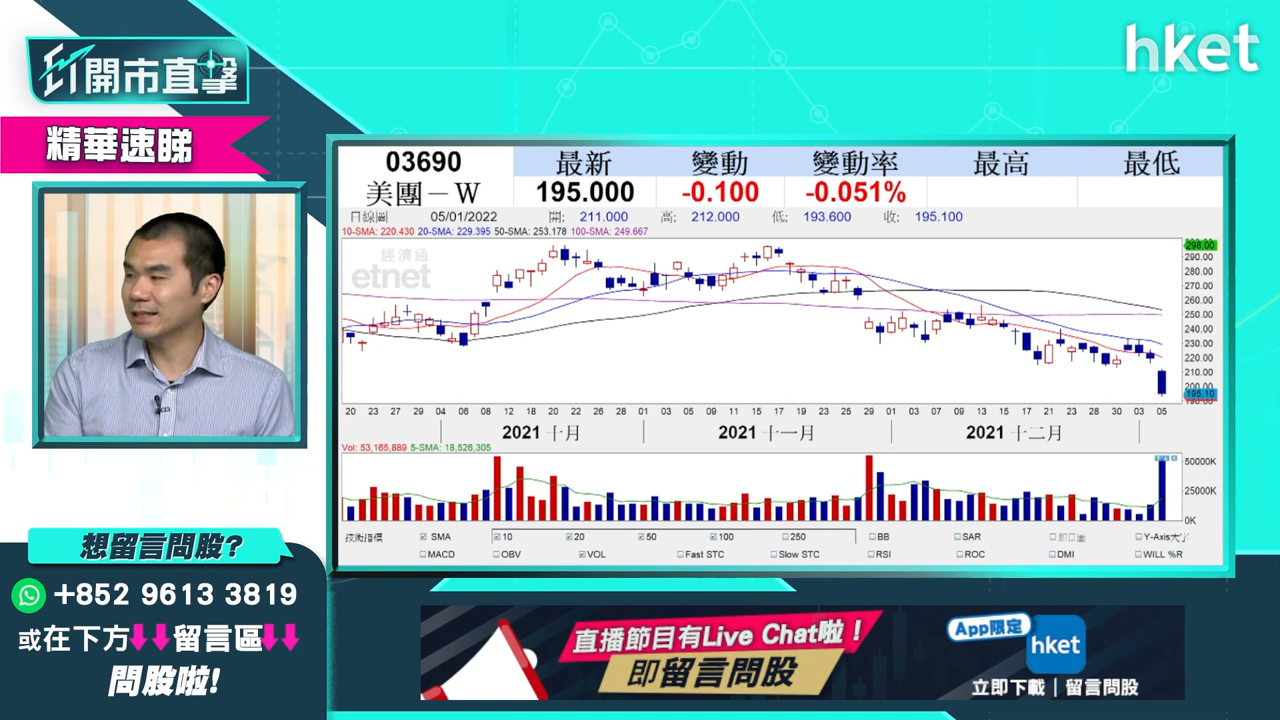 ET開市直擊
hket
精華速睇
03690
美團－W
最新 變動 變動率 最高 最低
195.000 -0.100 -0.051%
日線圖 05/01/2022 開: 211.000 高: 212.000 低: 193.600 收: 195.100
10-SMA: 220.430 20-SMA: 229.395 50-SMA: 253.178 100-SMA: 249.667
經濟通
etnet
298.00
290.00
280.00
270.00
260.00
250.00
240.00
230.00
220.00
210.00
200.00
195.10
20 23 27 29 04 06 08 12 18 20 22 26 28 01 03 05 09 11 15 17 19 23 25 29 01 03 07 09 13 15 17 21 23 28 30 03 05
2021 十月 2021 十一月 2021 十二月
Vol: 53,165,889 5-SMA: 18,526,305
50000K
25000K
0K
技術指標 SMA 10 20 50 100 250 BB SAR Y-Axis大字
MACD OBV VOL Fast STC Slow STC RSI ROC DMI WILL %R
想留言問股?
+852 9613 3819
或在下方留言區
問股啦!
直播節目有Live Chat啦！
即留言問股
App限定
hket
立即下載｜留言問股